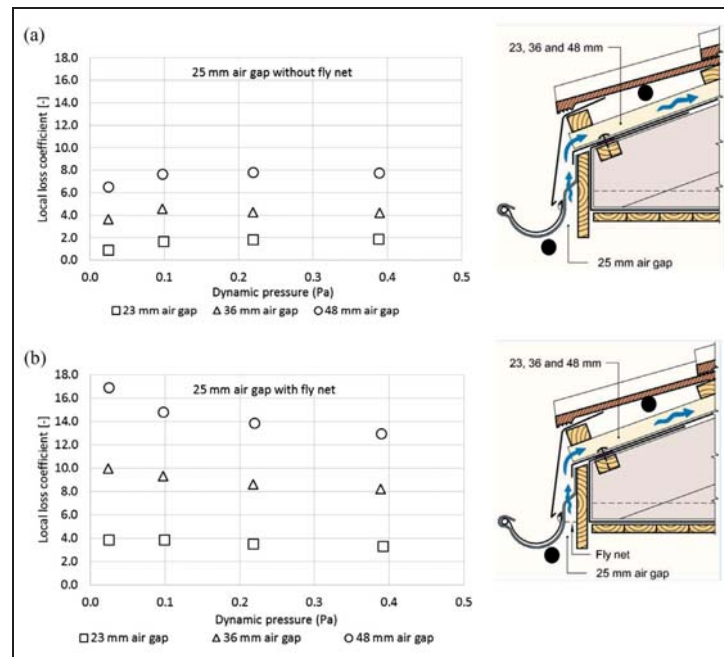 (a)
18.0
16.0
14.0
12.0
10.0
8.0
6.0
4.0
2.0
0.0
Local loss coefficient [-]
25 mm air gap without fly net
0.0 0.1 0.2 0.3 0.4 0.5
Dynamic pressure (Pa)
23 mm air gap 36 mm air gap 48 mm air gap
23, 36 and 48 mm
25 mm air gap
(b)
18.0
16.0
14.0
12.0
10.0
8.0
6.0
4.0
2.0
0.0
Local loss coefficient [-]
25 mm air gap with fly net
0.0 0.1 0.2 0.3 0.4 0.5
Dynamic pressure (Pa)
23 mm air gap 36 mm air gap 48 mm air gap
23, 36 and 48 mm
Fly net
25 mm air gap